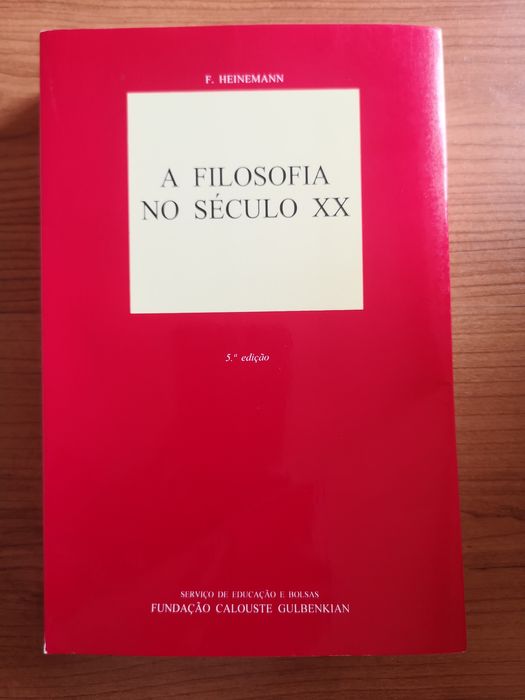 F. HEINEMANN
A FILOSOFIA
NO SÉCULO XX
5.ª edição
SERVIÇO DE EDUCAÇÃO E BOLSAS
FUNDAÇÃO CALOUSTE GULBENKIAN